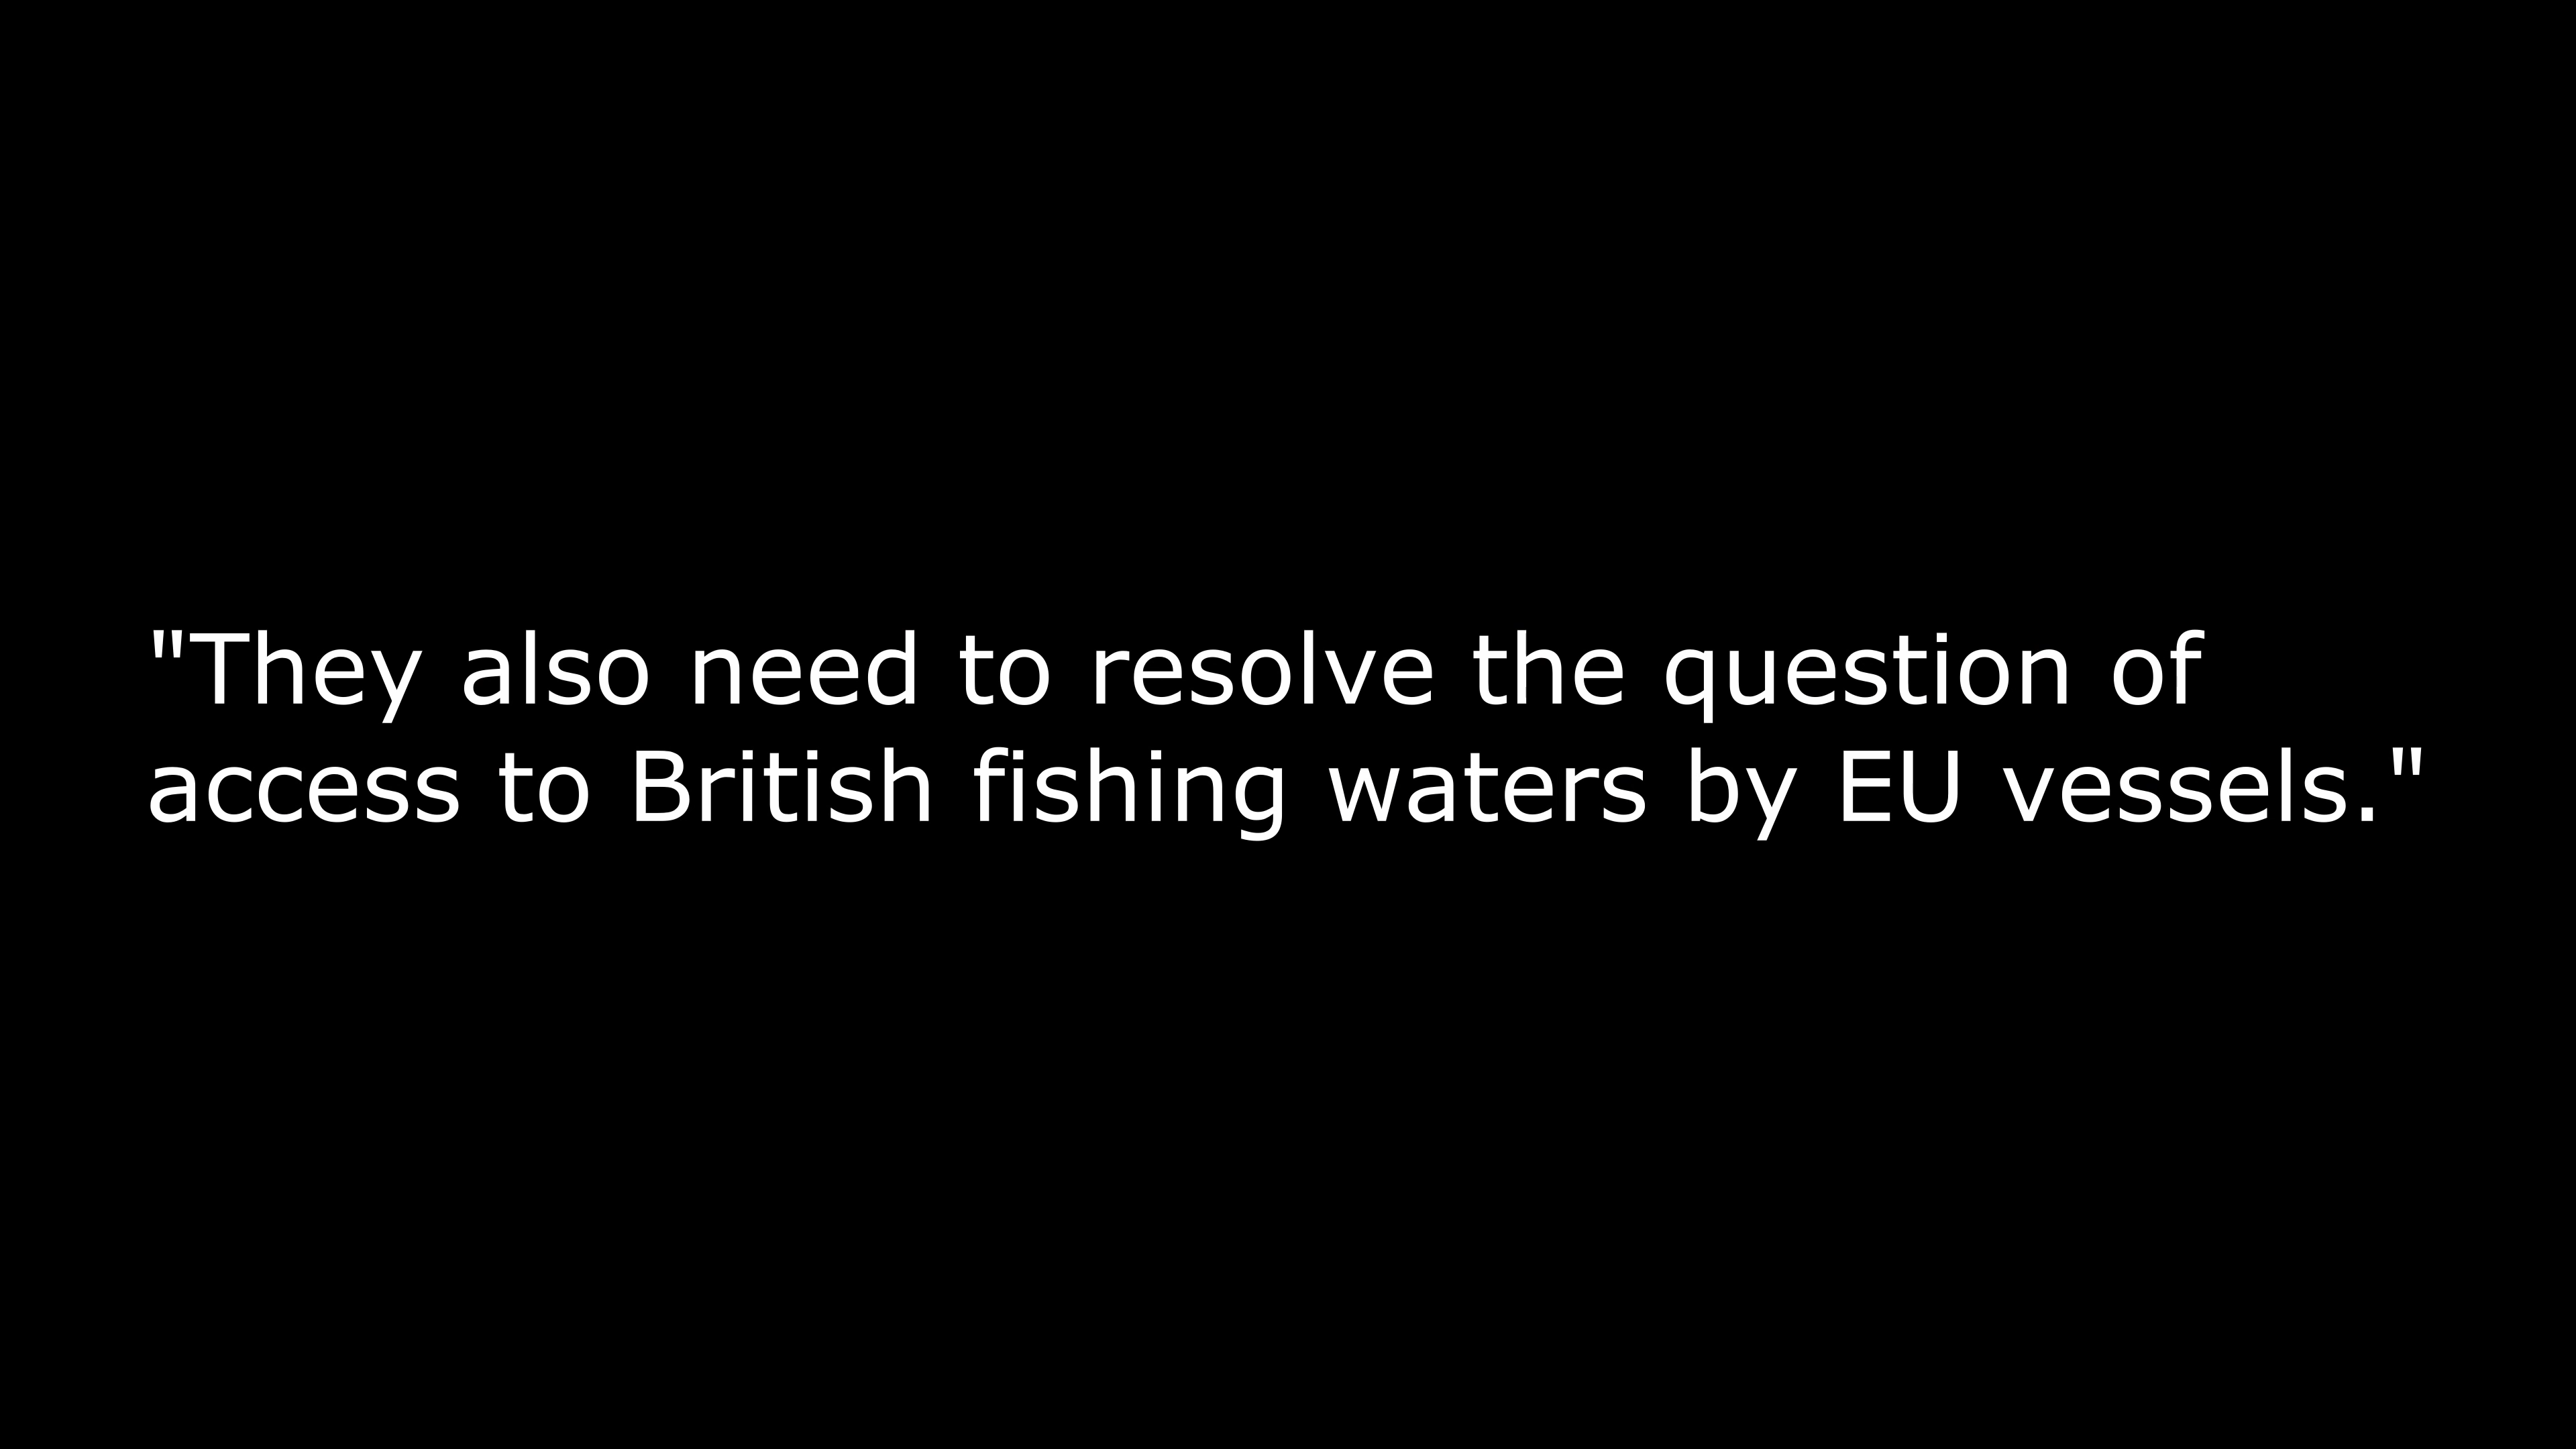 "They also need to resolve the question of
access to British fishing waters by EU vessels."